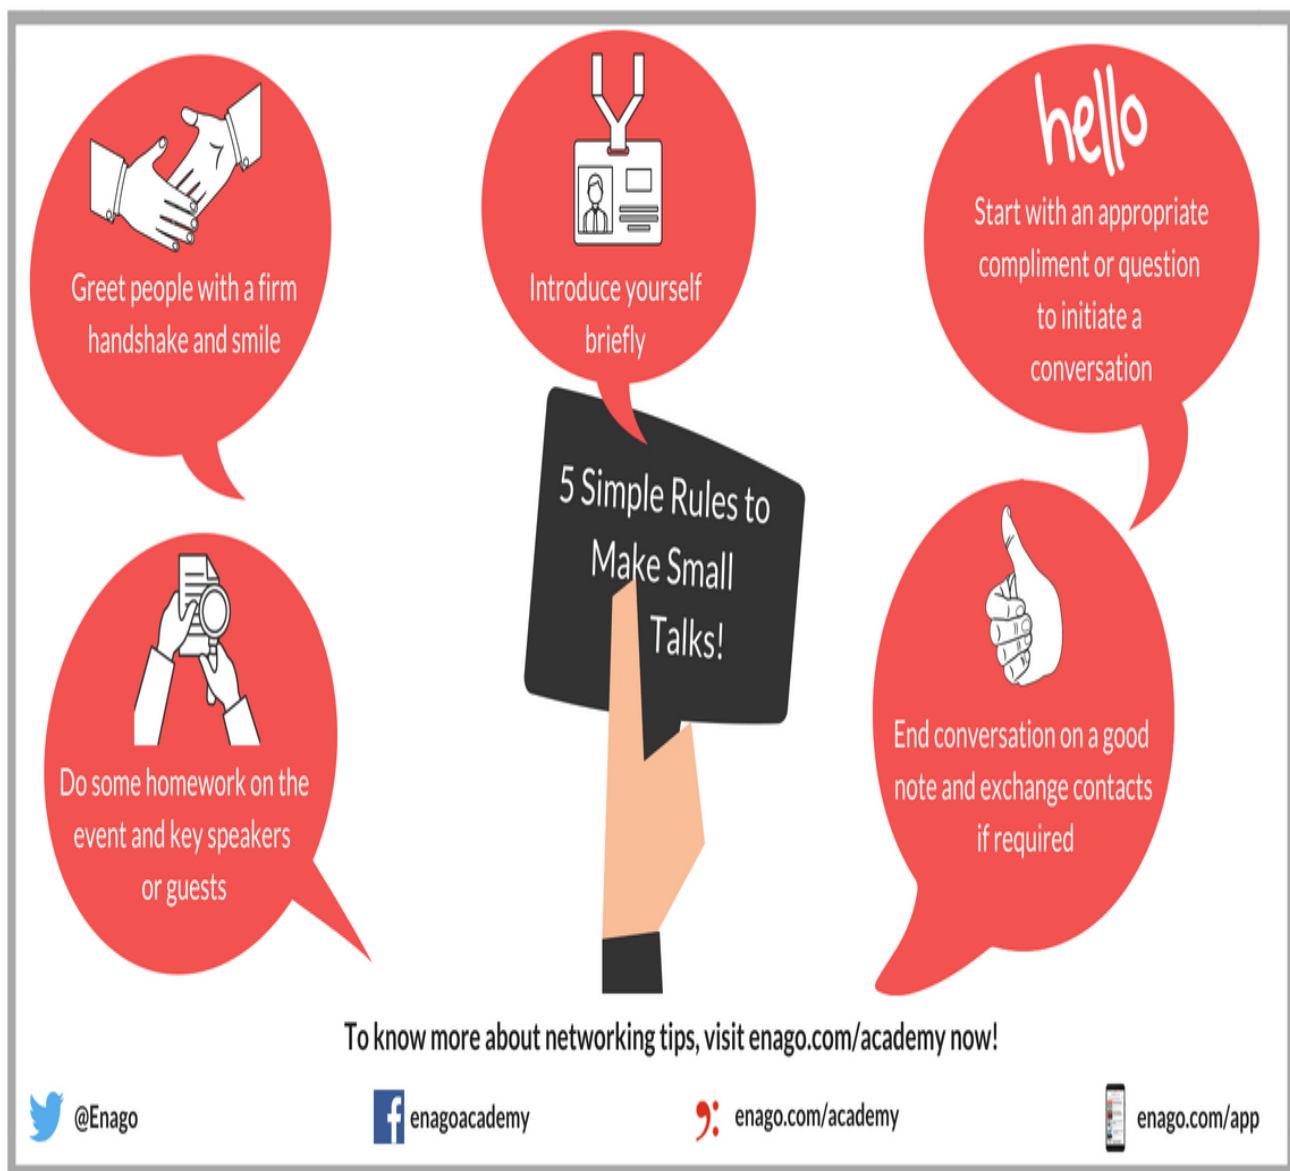 Greet people with a firm
handshake and smile
Introduce yourself
briefly
hello
Start with an appropriate
compliment or question
to initiate a
conversation
5 Simple Rules to
Make Small
Talks!
Do some homework on the
event and key speakers
or guests
End conversation on a good
note and exchange contacts
if required
To know more about networking tips, visit enago.com/academy now!
@Enago
enagoacademy
enago.com/academy
enago.com/app